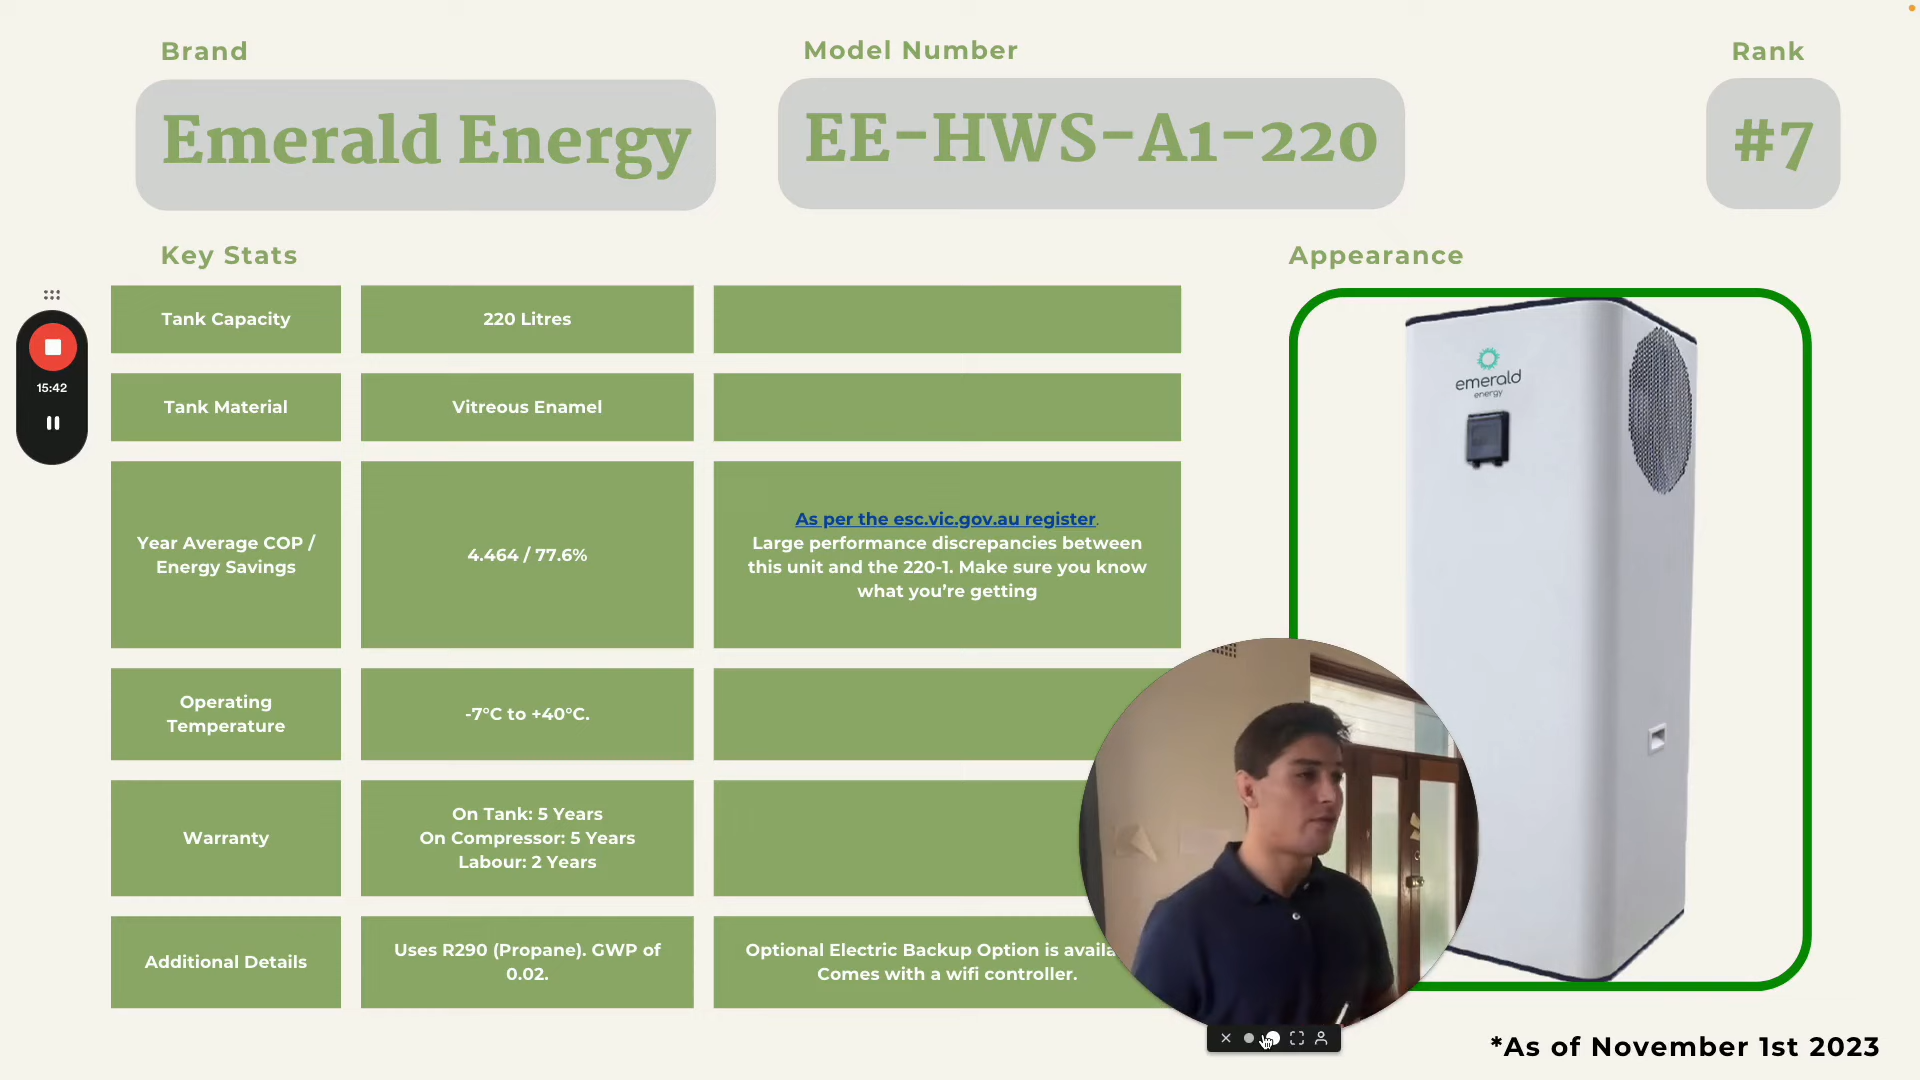 Brand
Model Number
Rank
Emerald Energy
EE-HWS-A1-220
#7
Key Stats
Appearance
Tank Capacity
220 Litres
Tank Material
Vitreous Enamel
Year Average COP /
Energy Savings
4.464 / 77.6%
As per the esc.vic.gov.au register.
Large performance discrepancies between
this unit and the 220-1. Make sure you know
what you're getting
Operating
Temperature
-7°C to +40°C.
Warranty
On Tank: 5 Years
On Compressor: 5 Years
Labour: 2 Years
Additional Details
Uses R290 (Propane). GWP of
0.02.
Optional Electric Backup Option is
Comes with a wifi controller.
15:42
emerald
energy
*As of November 1st 2023